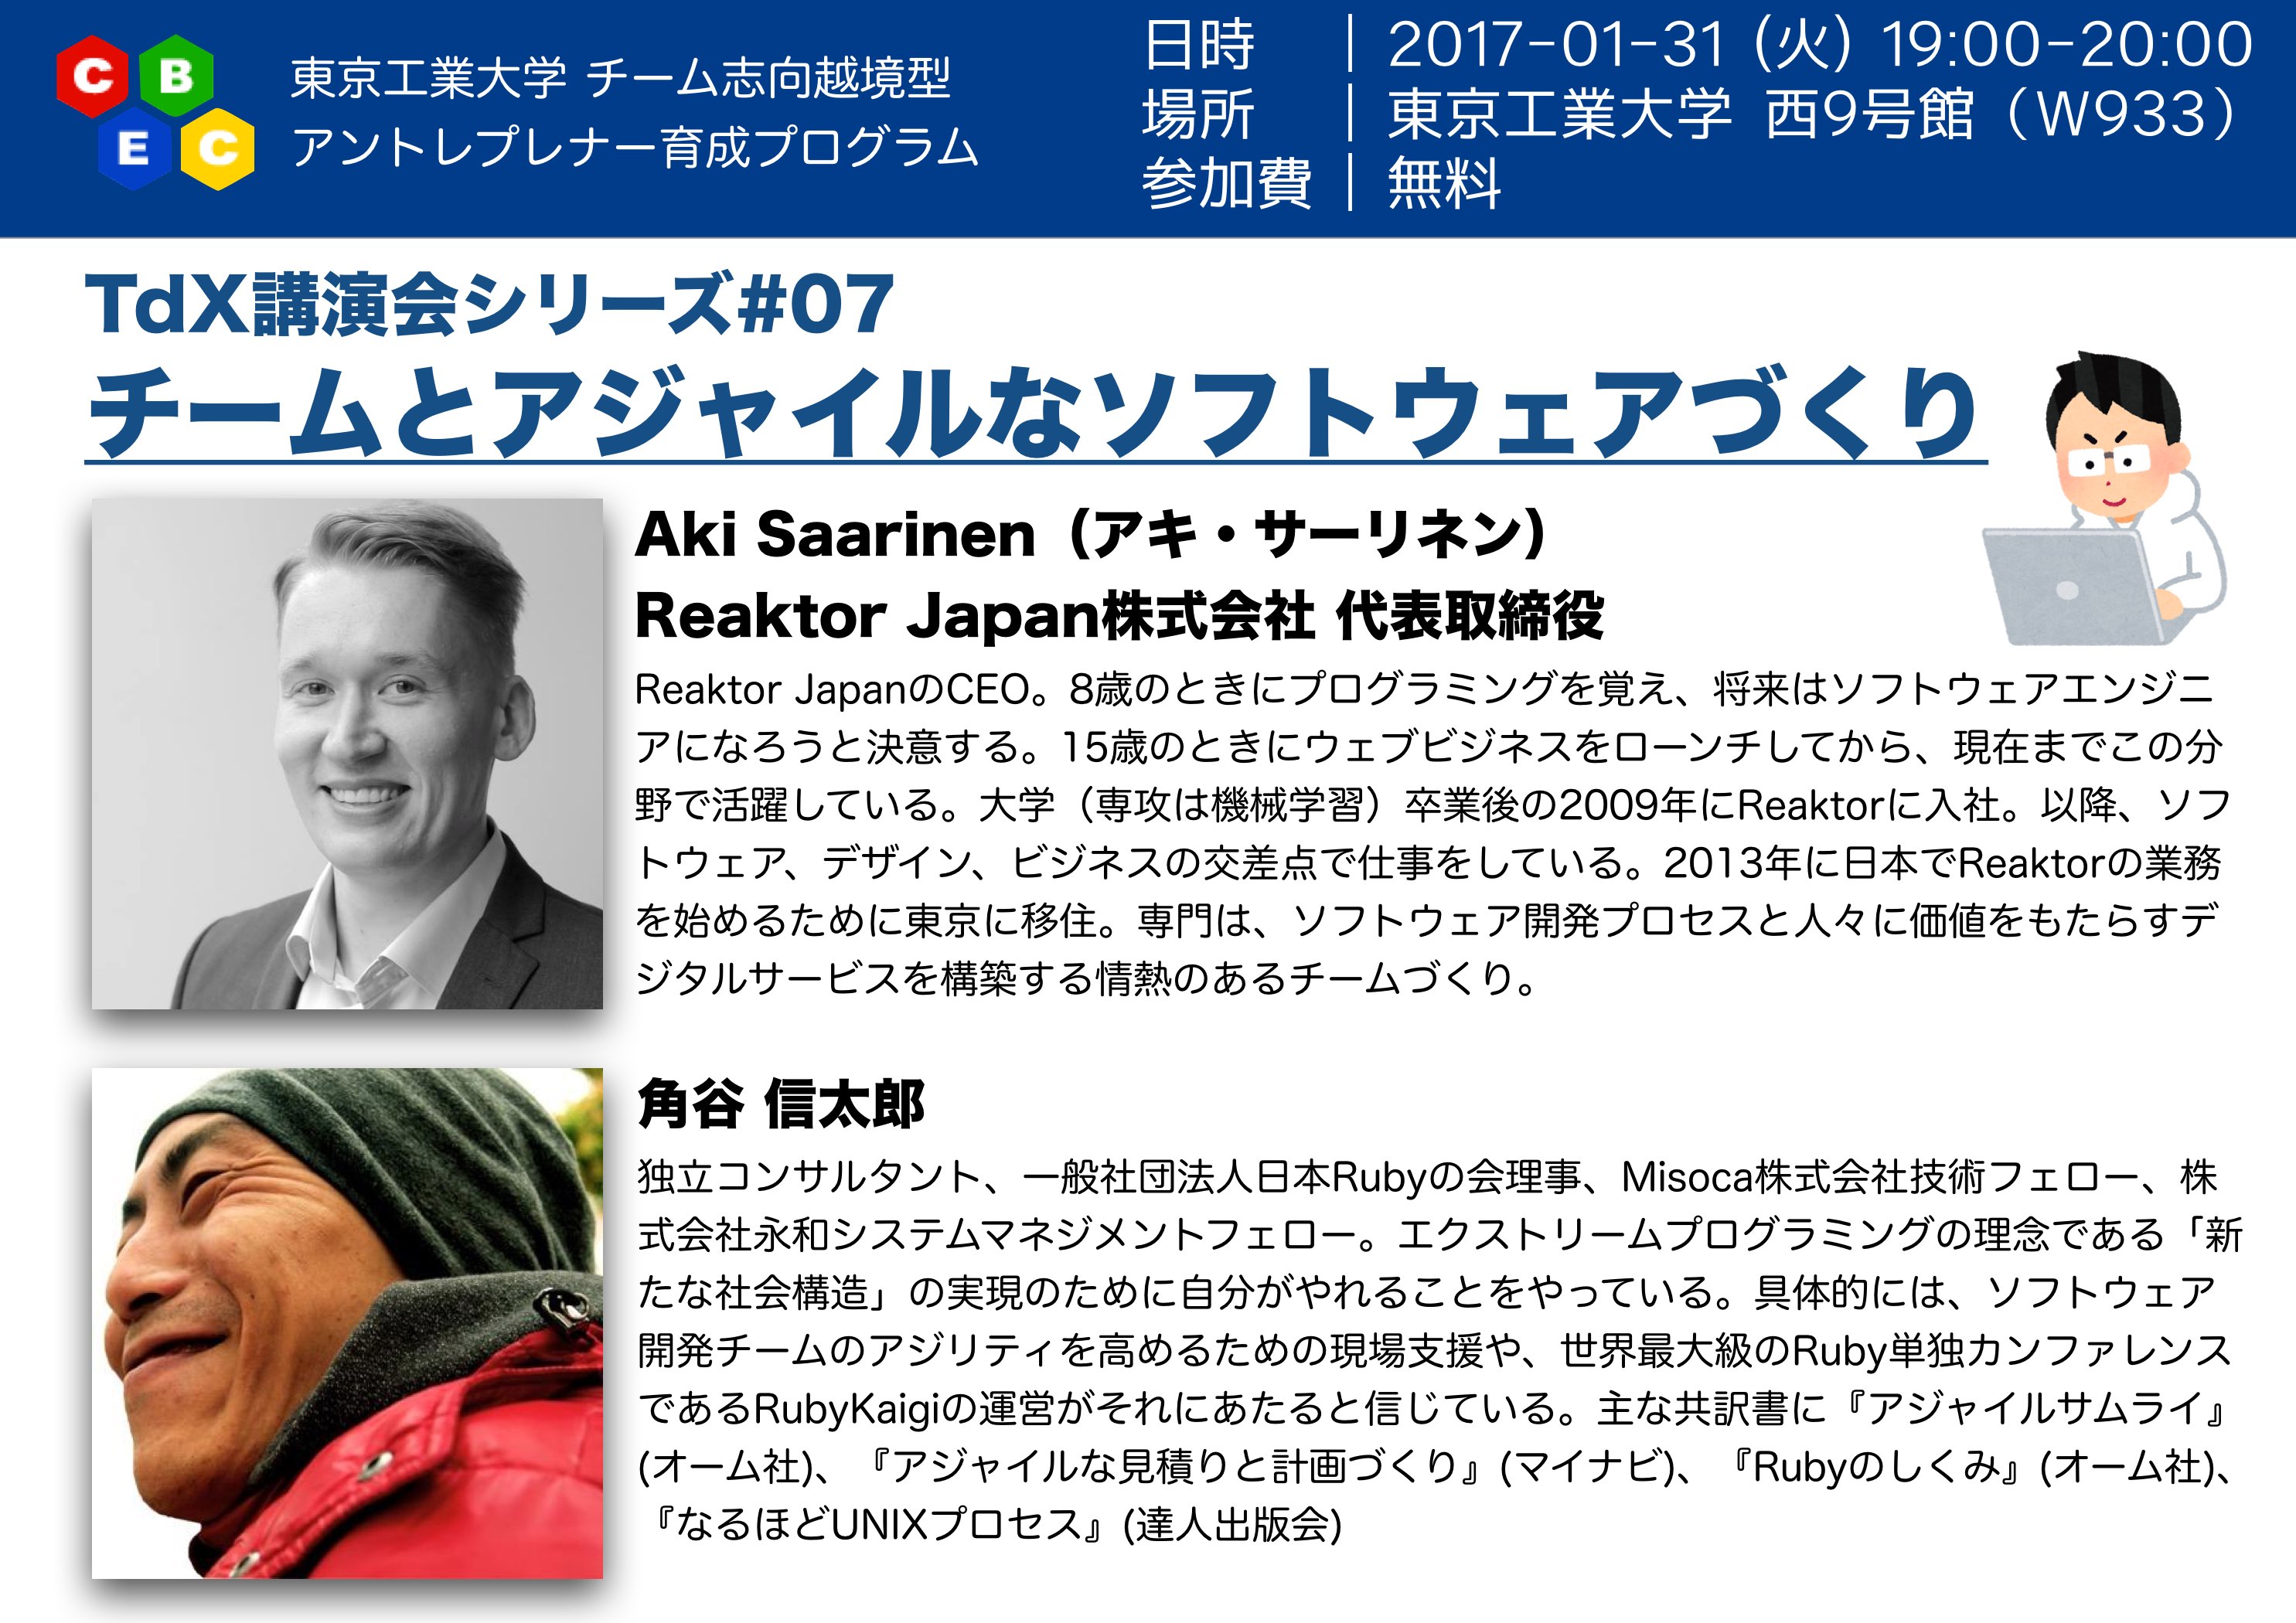 C B
E C
東京工業大学 チーム志向越境型
アントレプレナー育成プログラム
日時 | 2017-01-31 (火) 19:00-20:00
場所 | 東京工業大学 西9号館（W933）
参加費 | 無料
TdX講演会シリーズ#07
チームとアジャイルなソフトウェアづくり
Aki Saarinen（アキ・サーリネン）
Reaktor Japan株式会社 代表取締役
Reaktor JapanのCEO。8歳のときにプログラミングを覚え、将来はソフトウェアエンジニ
アになろうと決意する。15歳のときにウェブビジネスをローンチしてから、現在までこの分
野で活躍している。大学（専攻は機械学習）卒業後の2009年にReaktorに入社。以降、ソフ
トウェア、デザイン、ビジネスの交差点で仕事をしている。2013年に日本でReaktorの業務
を始めるために東京に移住。専門は、ソフトウェア開発プロセスと人々に価値をもたらすデ
ジタルサービスを構築する情熱のあるチームづくり。
角谷 信太郎
独立コンサルタント、一般社団法人日本Rubyの会理事、Misoca株式会社技術フェロー、株
式会社永和システムマネジメントフェロー。エクストリームプログラミングの理念である「新
たな社会構造」の実現のために自分がやれることをやっている。具体的には、ソフトウェア
開発チームのアジリティを高めるための現場支援や、世界最大級のRuby単独カンファレンス
であるRubyKaigiの運営がそれにあたると信じている。主な共訳書に『アジャイルサムライ』
(オーム社)、『アジャイルな見積りと計画づくり』(マイナビ)、『Rubyのしくみ』(オーム社)、
『なるほどUNIXプロセス』(達人出版会)